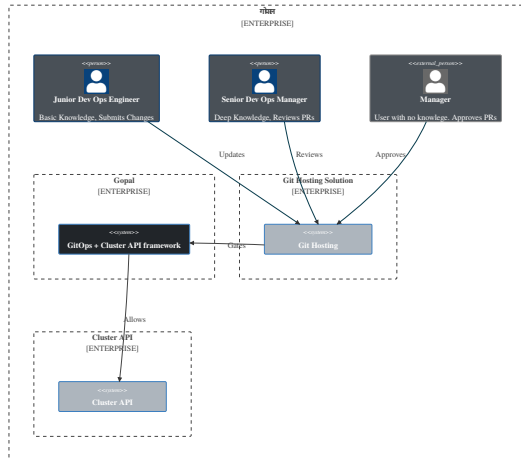 गोपाल
[ENTERPRISE]
<<person>>
Junior Dev Ops Engineer
Basic Knowledge, Submits Changes
<<person>>
Senior Dev Ops Manager
Deep Knowledge, Reviews PRs
<<external_person>>
Manager
User with no knowlege. Approves PRs
Updates
Reviews
Approves
Gopal
[ENTERPRISE]
Git Hosting Solution
[ENTERPRISE]
<<system>>
GitOps + Cluster API framework
Gates
<<system>>
Git Hosting
Allows
Cluster API
[ENTERPRISE]
<<system>>
Cluster API